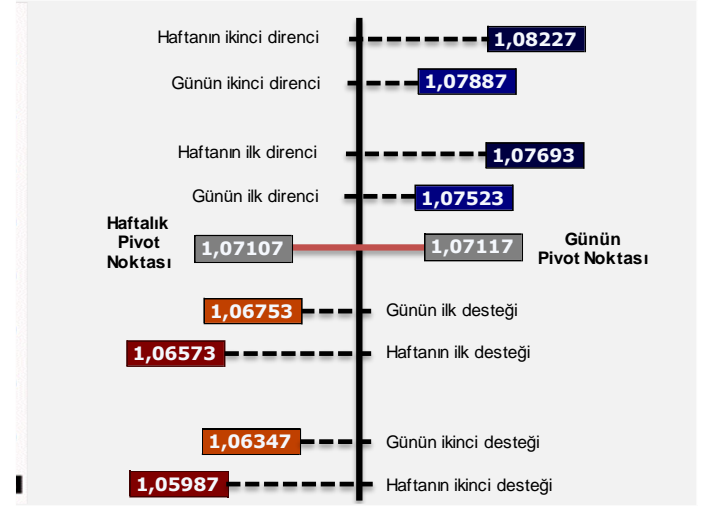 Haftanın ikinci direnci 1,08227
Günün ikinci direnci 1,07887
Haftanın ilk direnci 1,07693
Günün ilk direnci 1,07523
Haftalık
Pivot
Noktası
1,07107 1,07117
Günün
Pivot Noktası
1,06753 Günün ilk desteği
1,06573 Haftanın ilk desteği
1,06347 Günün ikinci desteği
1,05987 Haftanın ikinci desteği